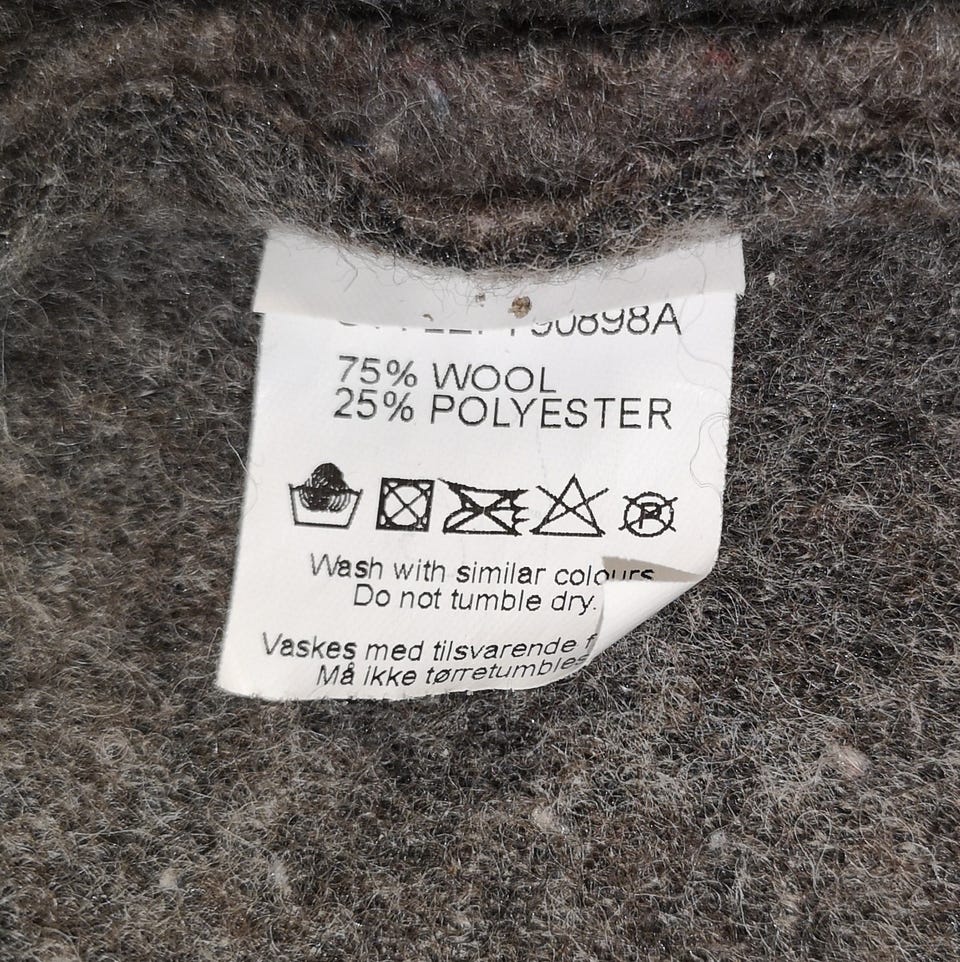 75% WOOL
25% POLYESTER
P
Wash with similar colours
Do not tumble dry.
Vaskes med tilsvarende f
Må ikke tørretumbles